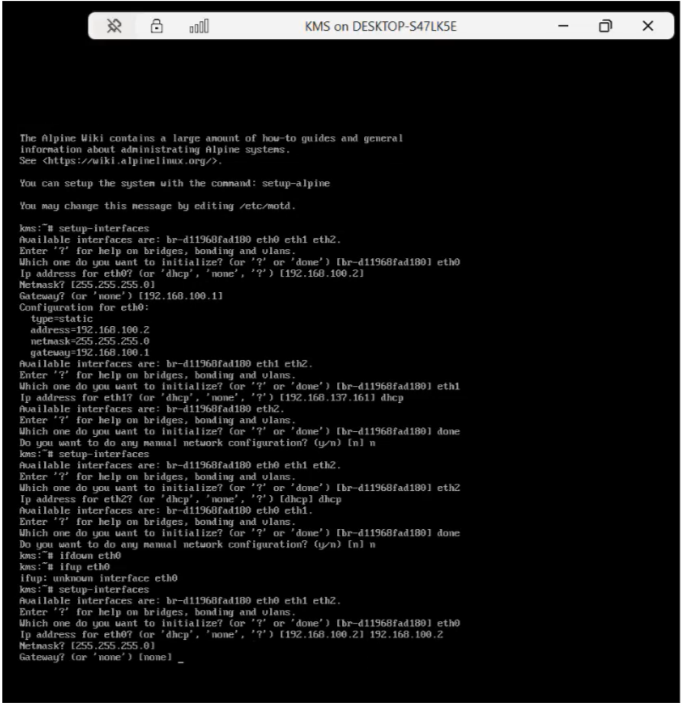 KMS on DESKTOP-S47LK5E
The Alpine Wiki contains a large amount of how-to guides and general
information about administrating Alpine systems.
See <https://wiki.alpinelinux.org/>.
You can setup the system with the command: setup-alpine
You may change this message by editing /etc/motd.
kms:~# setup-interfaces
Available interfaces are: br-d11968fad180 eth0 eth1 eth2.
Enter '?' for help on bridges, bonding and vlans.
Which one do you want to initialize? (or '?' or 'done') [br-d11968fad180] eth0
Ip address for eth0? (or 'dhcp', 'none', '?') [192.168.100.2]
Netmask? [255.255.255.0]
Gateway? (or 'none') [192.168.100.1]
Configuration for eth0:
  type=static
  address=192.168.100.2
  netmask=255.255.255.0
  gateway=192.168.100.1
Available interfaces are: br-d11968fad180 eth1 eth2.
Enter '?' for help on bridges, bonding and vlans.
Which one do you want to initialize? (or '?' or 'done') [br-d11968fad180] eth1
Ip address for eth1? (or 'dhcp', 'none', '?') [192.168.137.161] dhcp
Available interfaces are: br-d11968fad180 eth2.
Enter '?' for help on bridges, bonding and vlans.
Which one do you want to initialize? (or '?' or 'done') [br-d11968fad180] done
Do you want to do any manual network configuration? (y/n) [n] n
kms:~# setup-interfaces
Available interfaces are: br-d11968fad180 eth0 eth1 eth2.
Enter '?' for help on bridges, bonding and vlans.
Which one do you want to initialize? (or '?' or 'done') [br-d11968fad180] eth2
Ip address for eth2? (or 'dhcp', 'none', '?') [dhcp] dhcp
Available interfaces are: br-d11968fad180 eth0 eth1.
Enter '?' for help on bridges, bonding and vlans.
Which one do you want to initialize? (or '?' or 'done') [br-d11968fad180] done
Do you want to do any manual network configuration? (y/n) [n] n
kms:~# ifdown eth0
kms:~# ifup eth0
ifup: unknown interface eth0
kms:~# setup-interfaces
Available interfaces are: br-d11968fad180 eth0 eth1 eth2.
Enter '?' for help on bridges, bonding and vlans.
Which one do you want to initialize? (or '?' or 'done') [br-d11968fad180] eth0
Ip address for eth0? (or 'dhcp', 'none', '?') [192.168.100.2] 192.168.100.2
Netmask? [255.255.255.0]
Gateway? (or 'none') [none] _